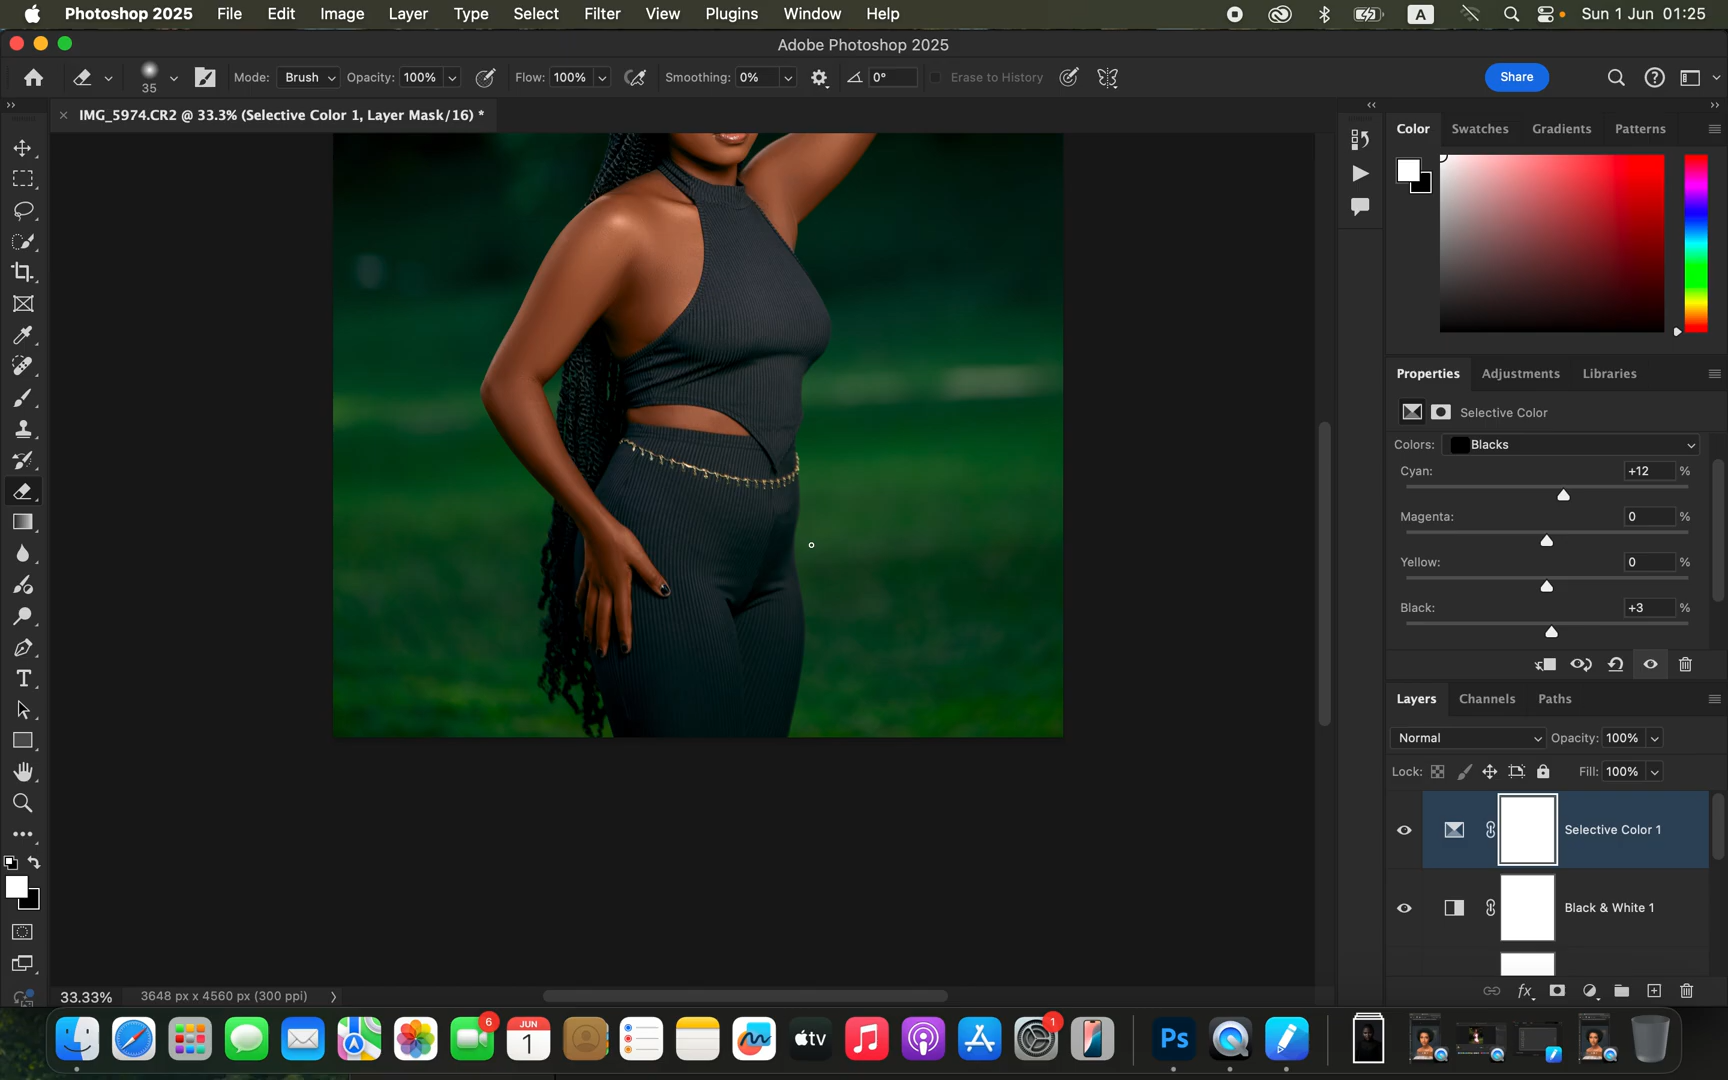 Photoshop 2025 File Edit Image Layer Type Select Filter View Plugins Window Help A Sun 1 Jun 01:25
Adobe Photoshop 2025
35 Mode: Brush Opacity: 100% Flow: 100% Smoothing: 0% 0° Erase to History Share
× IMG_5974.CR2 @ 33.3% (Selective Color 1, Layer Mask/16) *
Color Swatches Gradients Patterns
Properties Adjustments Libraries
Selective Color
Colors: Blacks
Cyan: +12 %
Magenta: 0 %
Yellow: 0 %
Black: +3 %
Layers Channels Paths
Normal Opacity: 100%
Lock: Fill: 100%
Selective Color 1
Black & White 1
33.33% 3648 px x 4560 px (300 ppi)
fx
6
JUN
1
tv
1
Ps